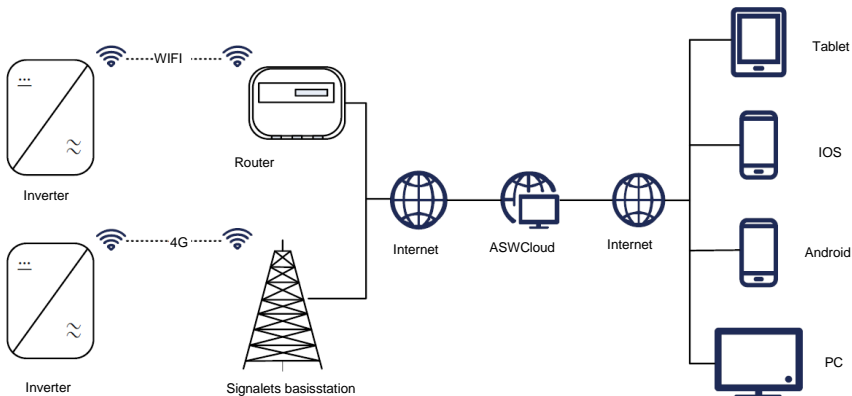 WIFI
Router
Inverter
4G
Inverter
Signalets basisstation
Internet
ASWCloud
Internet
Tablet
IOS
Android
PC